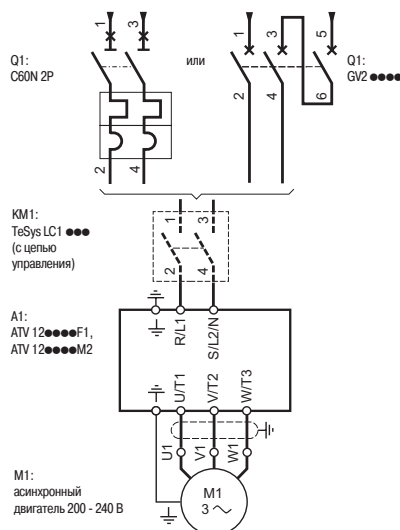 1 3
1 3 5
Q1:
C60N 2P
или
Q1:
GV2 ●●●●
2 4 6
2 4
KM1:
TeSys LC1 ●●●
(с цепью
управления)
1 3
2 4
A1:
ATV 12●●●●F1,
ATV 12●●●●M2
R/L1
S/L2/N
U/T1
V/T2
W/T3
U1
V1
W1
M1:
асинхронный
двигатель 200 - 240 В
M1
3 ~